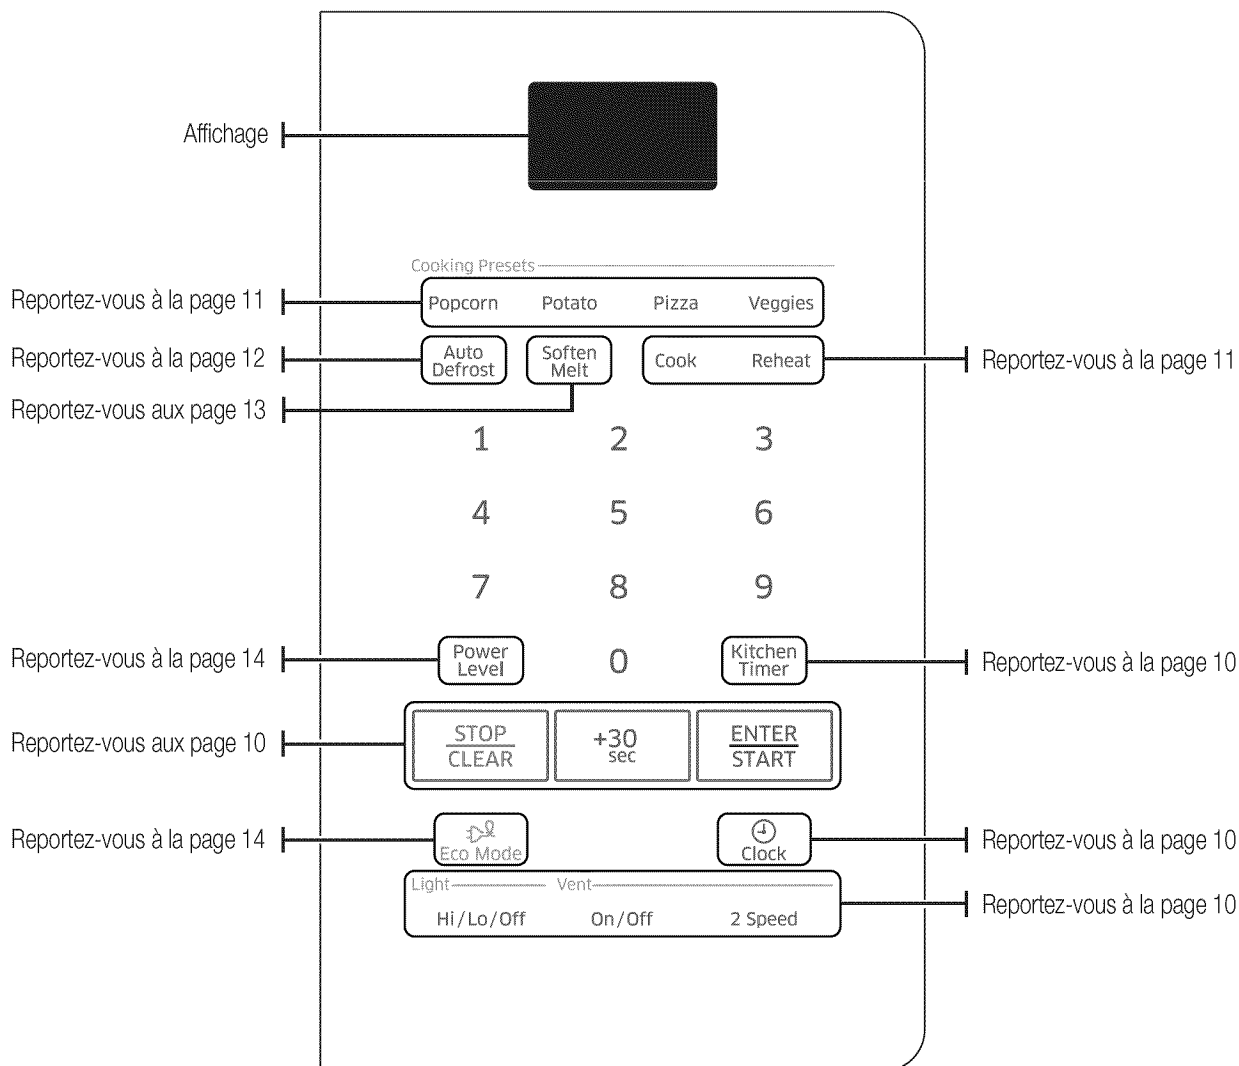 Affichage
Cooking Presets
Reportez-vous à la page 11
Popcorn Potato Pizza Veggies
Reportez-vous à la page 12
Auto
Defrost
Soften
Melt
Cook Reheat
Reportez-vous à la page 11
Reportez-vous aux page 13
1 2 3
4 5 6
7 8 9
Reportez-vous à la page 14
Power
Level
0
Kitchen
Timer
Reportez-vous à la page 10
Reportez-vous aux page 10
STOP
CLEAR
+30
sec
ENTER
START
Reportez-vous à la page 14
Eco Mode
Clock
Reportez-vous à la page 10
Light Vent
Hi/Lo/Off On/Off 2 Speed
Reportez-vous à la page 10